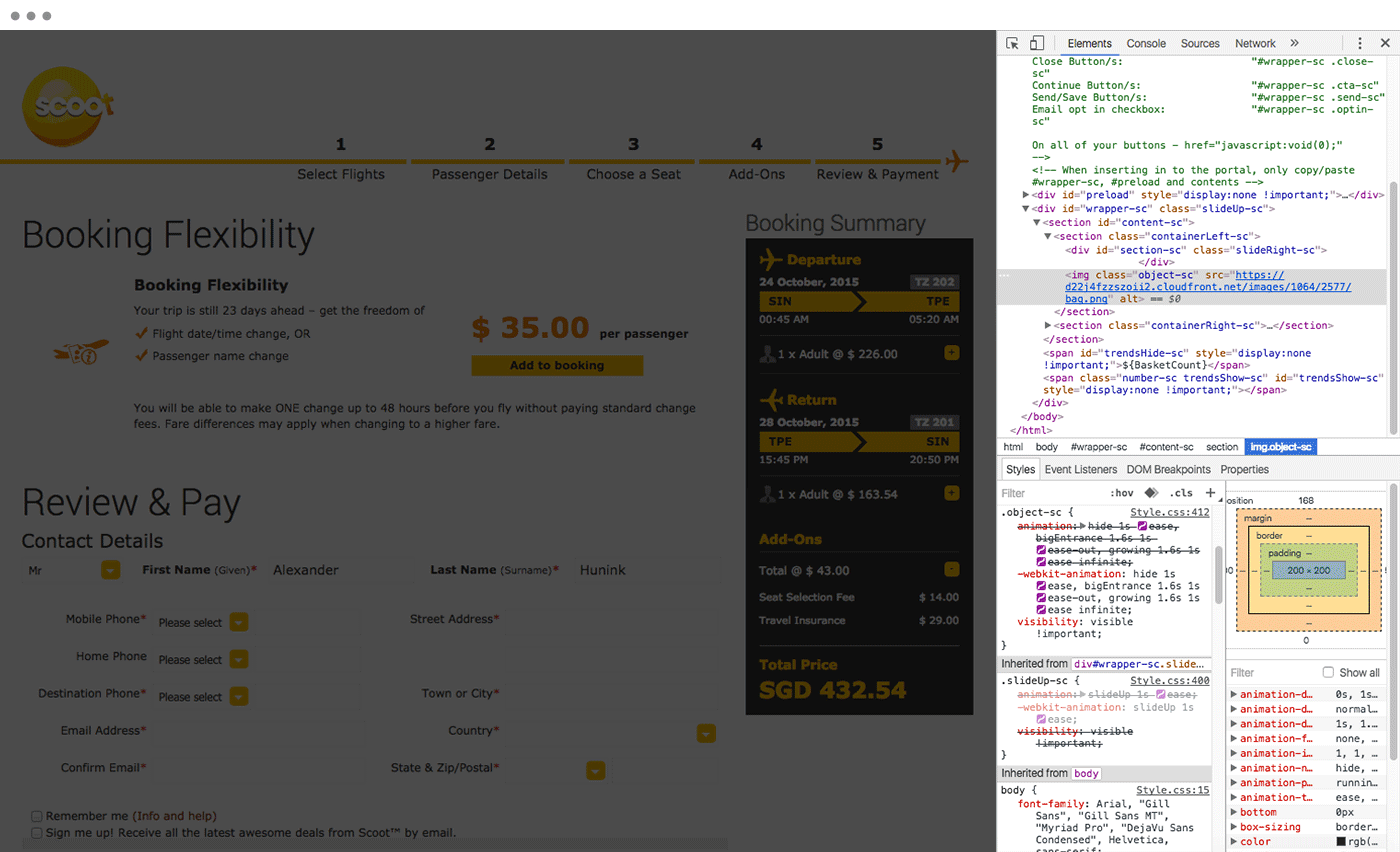 scoot
1
2
3
4
5
Select Flights
Passenger Details
Choose a Seat
Add-Ons
Review & Payment
Booking Flexibility
Booking Flexibility
Your trip is still 23 days ahead – get the freedom of
Flight date/time change, OR
Passenger name change
$ 35.00 per passenger
Add to booking
You will be able to make ONE change up to 48 hours before you fly without paying standard change
fees. Fare differences may apply when changing to a higher fare.
Review & Pay
Contact Details
Mr
First Name (Given)* Alexander
Last Name (Surname)* Hunink
Mobile Phone* Please select
Street Address*
Home Phone Please select
Destination Phone* Please select
Town or City*
Email Address*
Country*
Confirm Email*
State & Zip/Postal*
Remember me (Info and help)
Sign me up! Receive all the latest awesome deals from Scoot™ by email.
Booking Summary
Departure
24 October, 2015 TZ 202
SIN TPE
00:45 AM 05:20 AM
1 x Adult @ $ 226.00 +
Return
28 October, 2015 TZ 201
TPE SIN
15:45 PM 20:50 PM
1 x Adult @ $ 163.54 +
Add-Ons
Total @ $ 43.00 -
Seat Selection Fee $ 14.00
Travel Insurance $ 29.00
Total Price
SGD 432.54
Elements Console Sources Network »
Close Button/s: "#wrapper-sc .close-
sc"
Continue Button/s: "#wrapper-sc .cta-sc"
Send/Save Button/s: "#wrapper-sc .send-sc"
Email opt in checkbox: "#wrapper-sc .optin-
sc"
On all of your buttons - href="javascript:void(0);"
-->
<!-- When inserting in to the portal, only copy/paste
#wrapper-sc, #preload and contents -->
<div id="preload" style="display:none !important;">…</div>
<div id="wrapper-sc" class="slideUp-sc">
<section id="content-sc">
<section class="containerLeft-sc">
<div id="section-sc" class="slideRight-sc">
</div>
<img class="object-sc" src="https://
d22j4fzzszoii2.cloudfront.net/images/1064/2577/
bag.png" alt> == $0
</section>
<section class="containerRight-sc">…</section>
</section>
<span id="trendsHide-sc" style="display:none
!important;">${BasketCount}</span>
<span class="number-sc trendsShow-sc" id="trendsShow-sc"
style="display:none !important;"></span>
</div>
</body>
</html>
html body #wrapper-sc #content-sc section img.object-sc
Styles Event Listeners DOM Breakpoints Properties
Filter :hov .cls +
.object-sc { Style.css:412
animation: hide 1s ease,
bigEntrance 1.6s 1s
ease-out, growing 1.6s 1s
ease infinite;
-webkit-animation: hide 1s
ease, bigEntrance 1.6s 1s
ease-out, growing 1.6s 1s
ease infinite;
visibility: visible
!important;
}
Inherited from div#wrapper-sc.slide…
.slideUp-sc { Style.css:400
animation: slideUp 1s ease;
-webkit-animation: slideUp 1s
ease;
visibility: visible
!important;
}
Inherited from body
body { Style.css:15
font-family: Arial, "Gill
Sans", "Gill Sans MT",
"Myriad Pro", "DejaVu Sans
Condensed", Helvetica,
sans-serif;
osition 168
margin –
border –
padding –
200 × 200
–
–
–
0
Filter Show all
animation-d… 0s, 1s…
animation-d… normal…
animation-d… 1s, 1.…
animation-f… none, …
animation-i… 1, 1, …
animation-n… hide, …
animation-p… runnin…
animation-t… ease, …
bottom 0px
box-sizing border…
color rgb(…